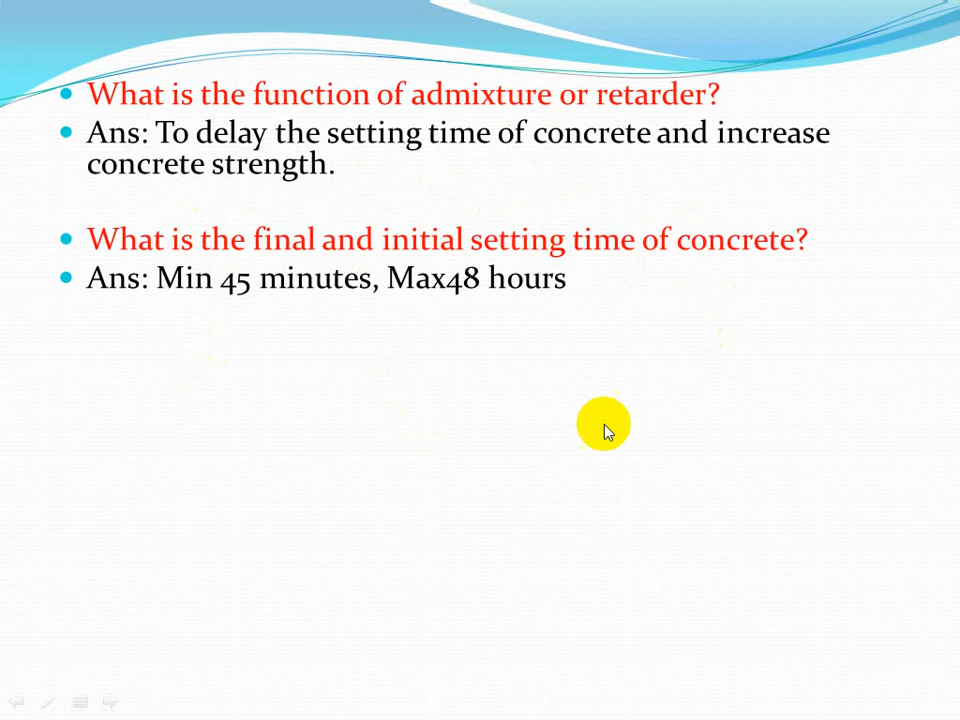 What is the function of admixture or retarder?
Ans: To delay the setting time of concrete and increase
concrete strength.
What is the final and initial setting time of concrete?
Ans: Min 45 minutes, Max48 hours